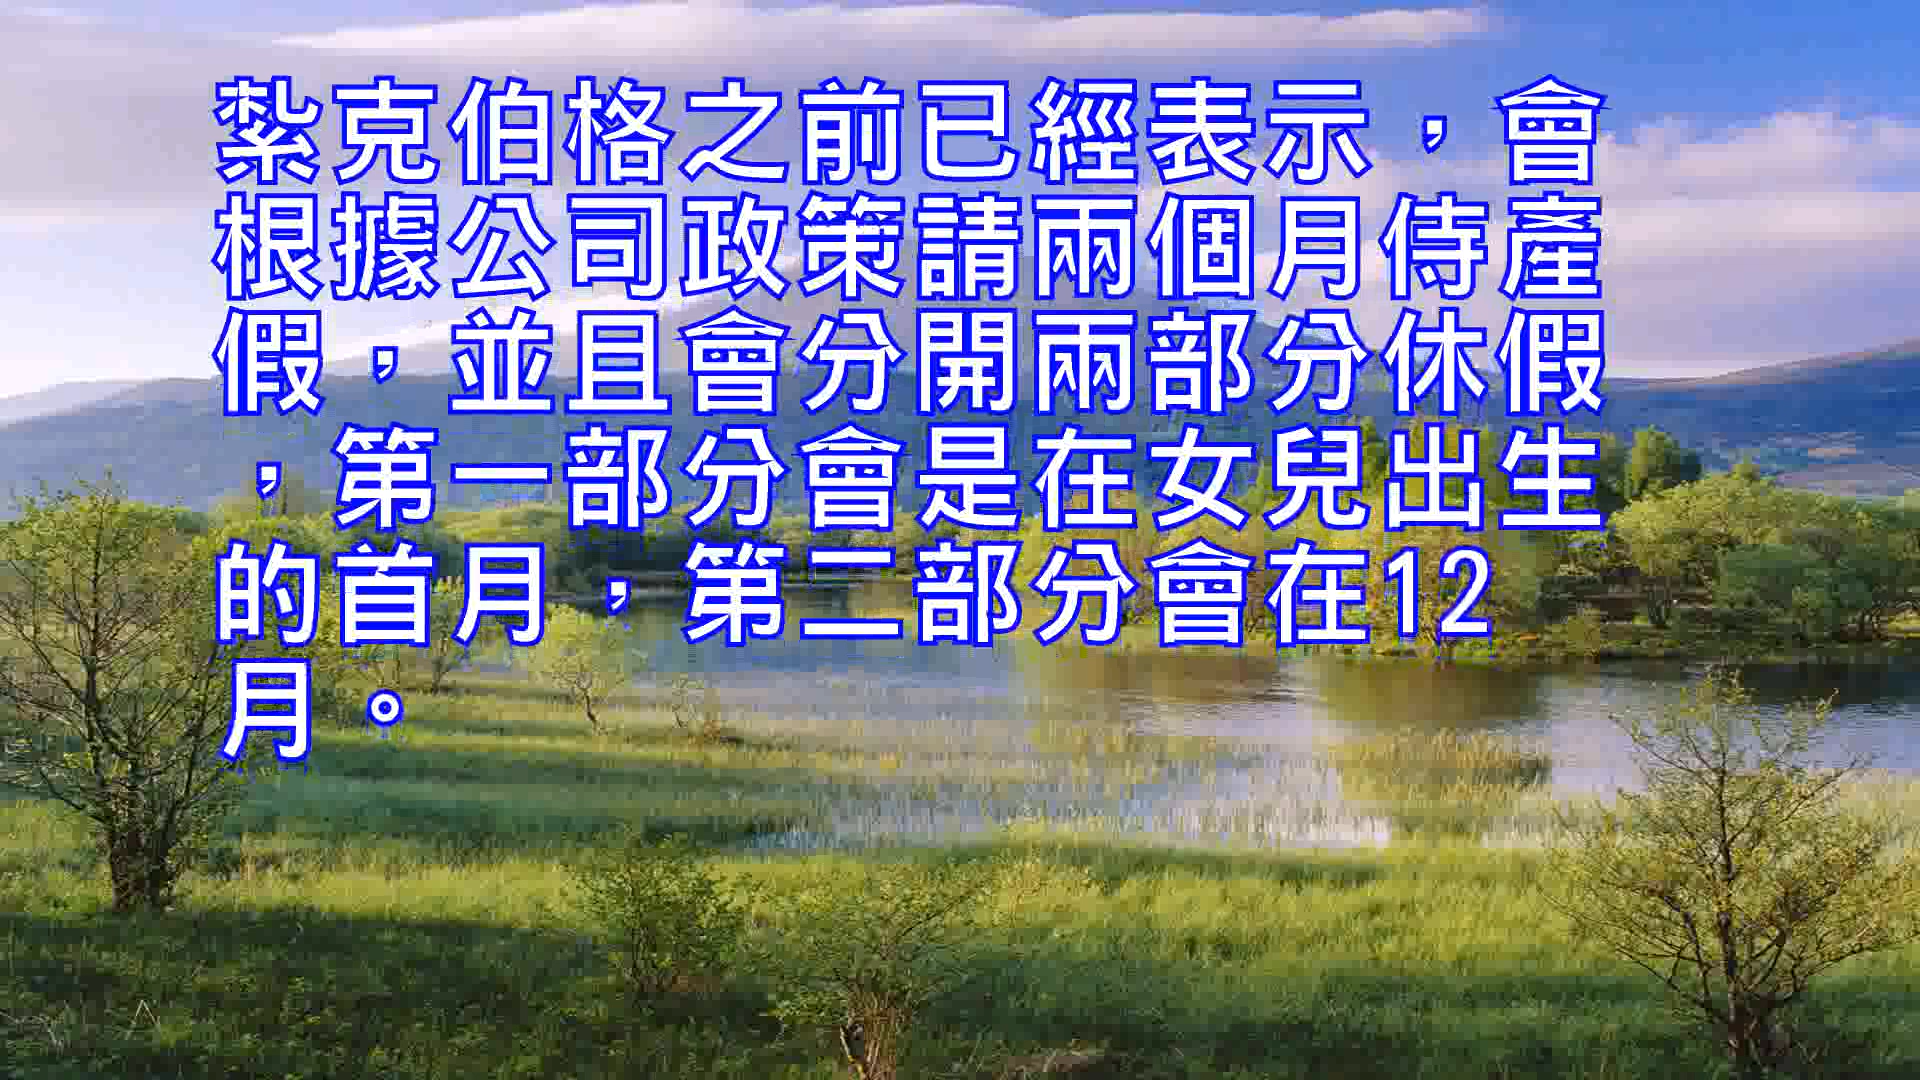 紮克伯格之前已經表示，會
根據公司政策請兩個月侍產
假，並且會分開兩部分休假
，第一部分會是在女兒出生
的首月，第二部分會在12
月。